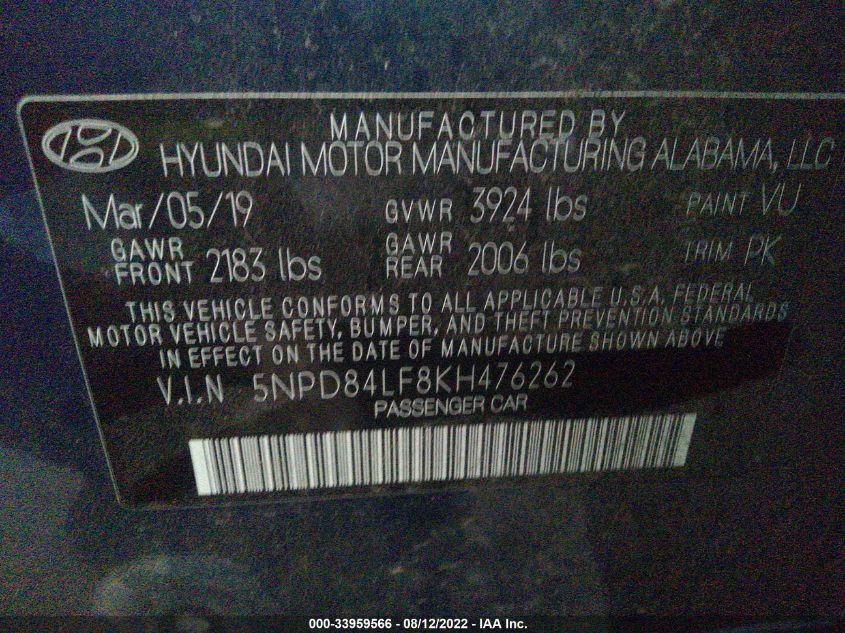 MANUFACTURED BY
HYUNDAI MOTOR MANUFACTURING ALABAMA, LLC
Mar/05/19 GVWR 3924 lbs PAINT VU
GAWR FRONT 2183 lbs GAWR REAR 2006 lbs TRIM PK
THIS VEHICLE CONFORMS TO ALL APPLICABLE U.S.A. FEDERAL
MOTOR VEHICLE SAFETY, BUMPER, AND THEFT PREVENTION STANDARDS
IN EFFECT ON THE DATE OF MANUFACTURE SHOWN ABOVE
V.I.N 5NPD84LF8KH476262
PASSENGER CAR
000-33959566 - 08/12/2022 - IAA Inc.